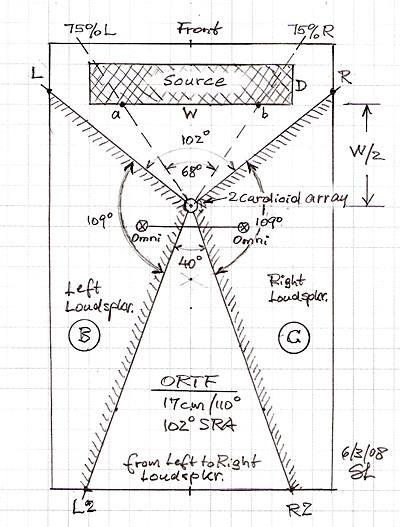 75% L Front 75% R
L R
Source D
a W b
102°
W/2
68°
2 Cardioid array
109° 109°
Omni Omni
40°
Left Loudspkr.
Right Loudspkr.
B C
ORTF
17cm/110°
102° SRA
6/3/08
SL
from Left to Right
Loudspkr.
L2 R2